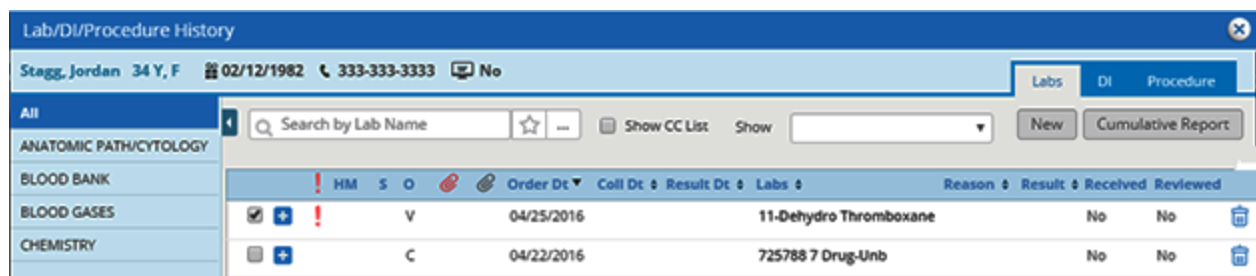 Lab/DI/Procedure History
Stagg, Jordan 34 Y, F 02/12/1982 333-333-3333 No
Labs DI Procedure
All
ANATOMIC PATH/CYTOLOGY
BLOOD BANK
BLOOD GASES
CHEMISTRY
Search by Lab Name ... Show CC List Show New Cumulative Report
! HM S O Order Dt Coll Dt Result Dt Labs Reason Result Received Reviewed
! V 04/25/2016 11-Dehydro Thromboxane No No
C 04/22/2016 725788 7 Drug-Unb No No